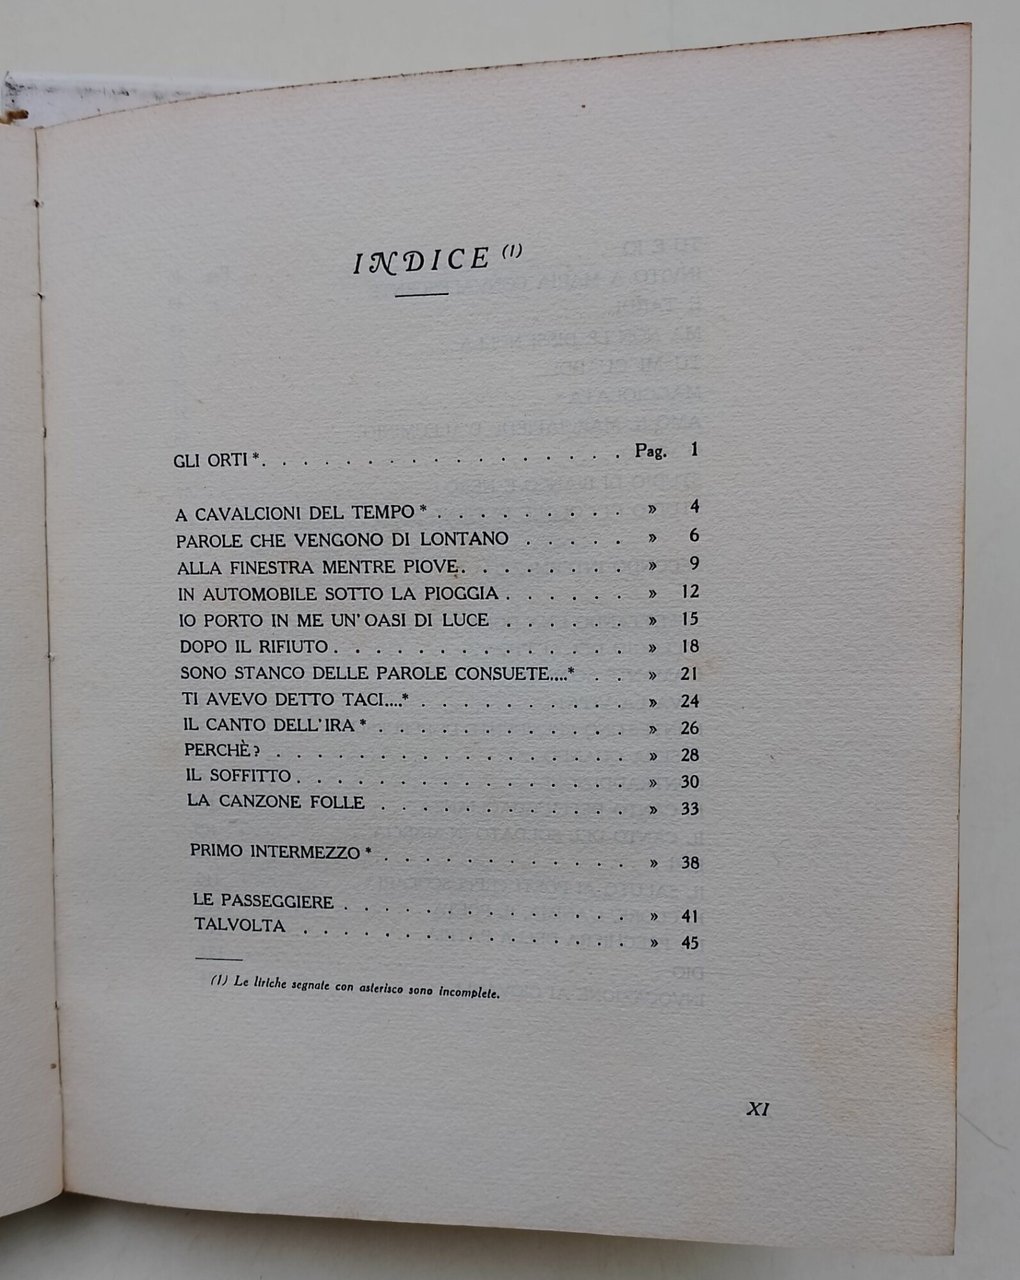 INDICE (1)
GLI ORTI *. . . . . . . . . . . . . . . . . . Pag. 1
A CAVALCIONI DEL TEMPO * . . . . . . . . . » 4
PAROLE CHE VENGONO DI LONTANO . . . . . » 6
ALLA FINESTRA MENTRE PIOVE. . . . . . . . » 9
IN AUTOMOBILE SOTTO LA PIOGGIA . . . . . . » 12
IO PORTO IN ME UN'OASI DI LUCE . . . . . . » 15
DOPO IL RIFIUTO . . . . . . . . . . . . . . » 18
SONO STANCO DELLE PAROLE CONSUETE....* . . » 21
TI AVEVO DETTO TACI....* . . . . . . . . . . » 24
IL CANTO DELL'IRA * . . . . . . . . . . . . » 26
PERCHÈ? . . . . . . . . . . . . . . . . . » 28
IL SOFFITTO . . . . . . . . . . . . . . . . » 30
LA CANZONE FOLLE . . . . . . . . . . . . » 33
PRIMO INTERMEZZO * . . . . . . . . . . . . » 38
LE PASSEGGIERE . . . . . . . . . . . . . . » 41
TALVOLTA . . . . . . . . . . . . . . . . » 45
(1) Le liriche segnate con asterisco sono incomplete.
XI